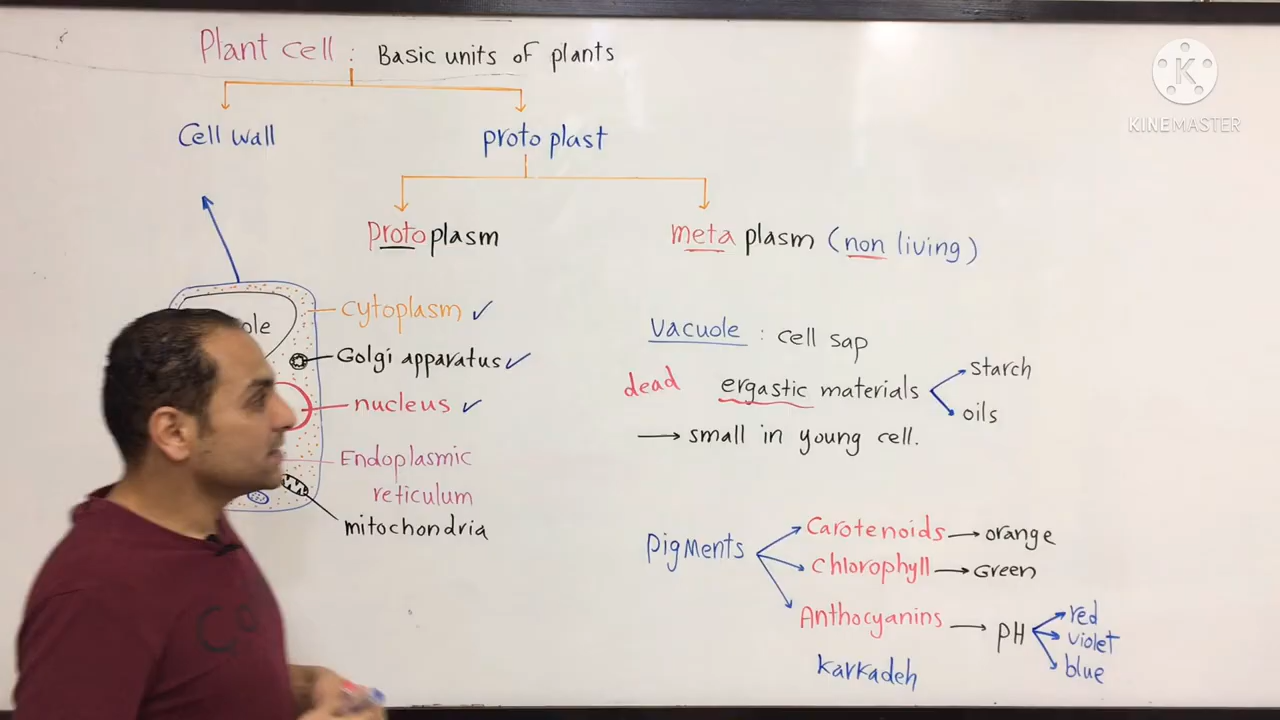 Plant cell : Basic units of plants
KINEMASTER
Cell wall
proto plast
protoplasm
meta plasm (non living)
cytoplasm ✓
ole
Golgi apparatus ✓
nucleus ✓
Endoplasmic
reticulum
mitochondria
Vacuole : cell sap
dead ergastic materials
starch
oils
→ small in young cell.
pigments
Carotenoids → orange
chlorophyll → Green
Anthocyanins → pH
red
violet
blue
karkadeh